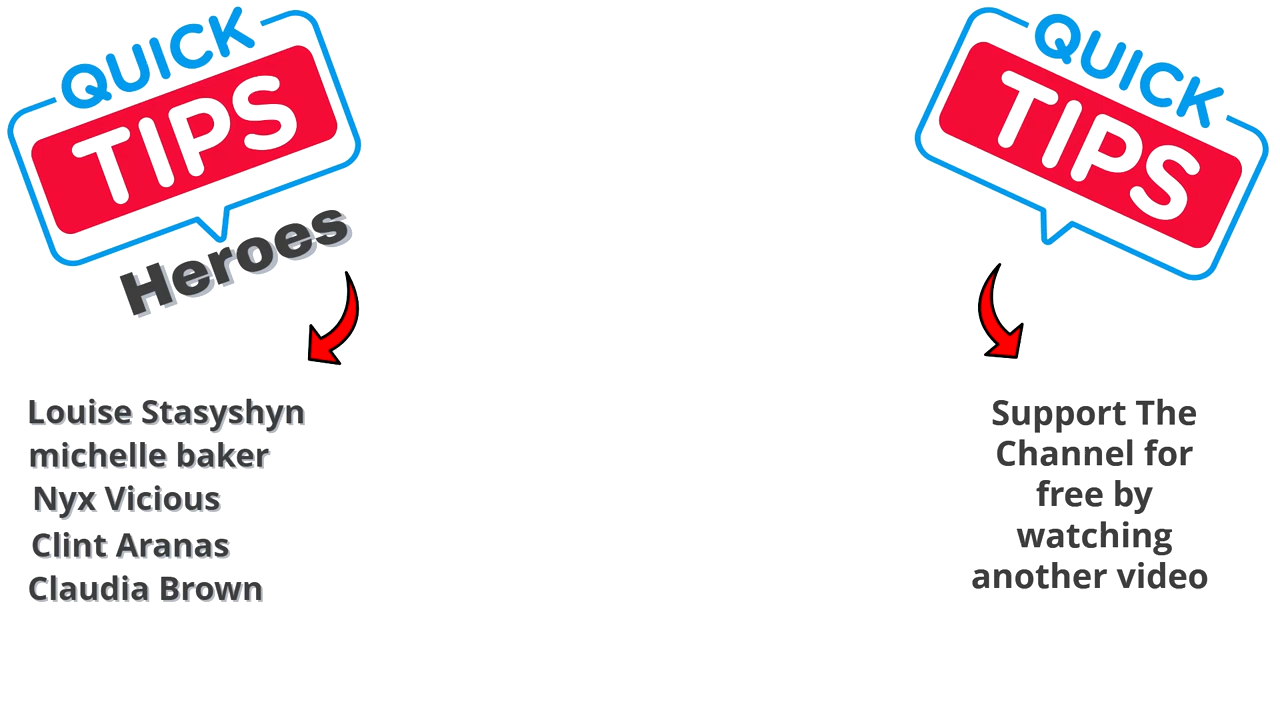 QUICK
TIPS
Heroes
Louise Stasyshyn
michelle baker
Nyx Vicious
Clint Aranas
Claudia Brown
QUICK
TIPS
Support The
Channel for
free by
watching
another video